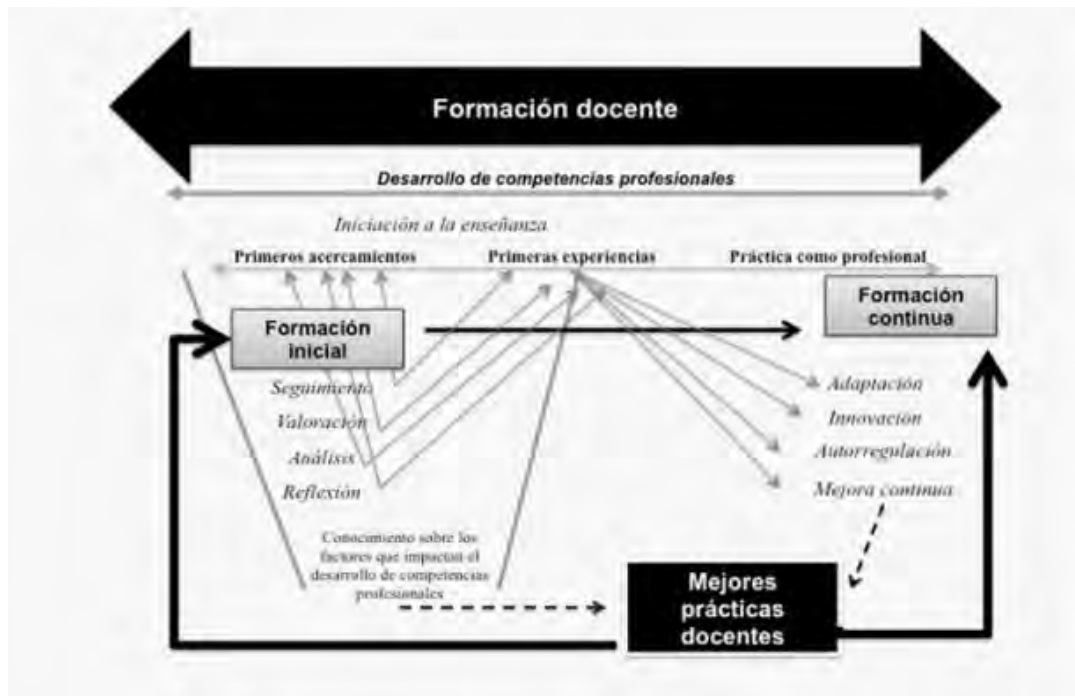 Formación docente
Desarrollo de competencias profesionales
Iniciación a la enseñanza
Primeros acercamientos
Primeras experiencias
Práctica como profesional
Formación
inicial
Formación
continua
Seguimiento
Valoración
Análisis
Reflexión
Adaptación
Innovación
Autorregulación
Mejora continua
Conocimiento sobre los
factores que impactan el
desarrollo de competencias
profesionales
Mejores
prácticas
docentes